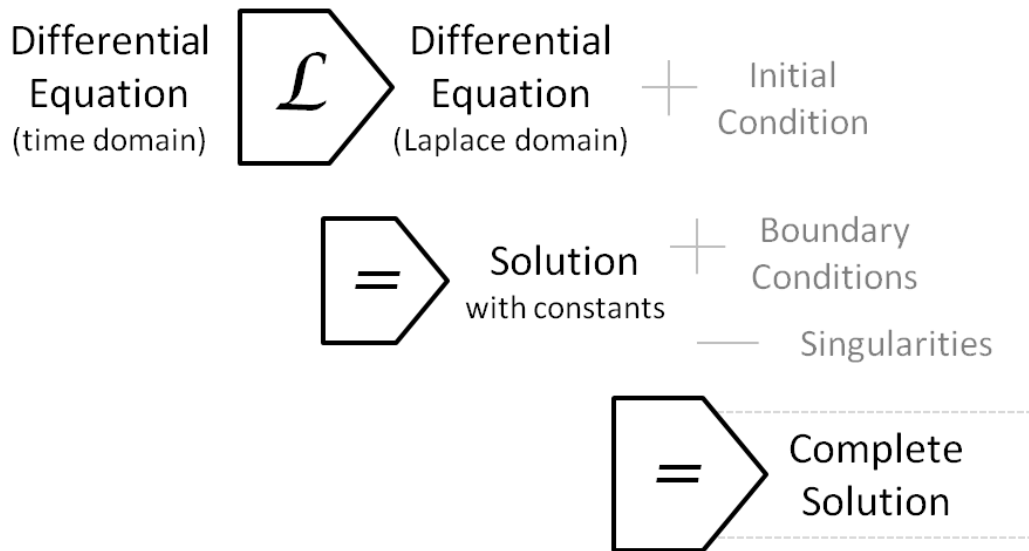 Differential
Equation
(time domain)
ℒ
Differential
Equation
(Laplace domain)
+
Initial
Condition
=
Solution
with constants
+
Boundary
Conditions
—
Singularities
=
Complete
Solution